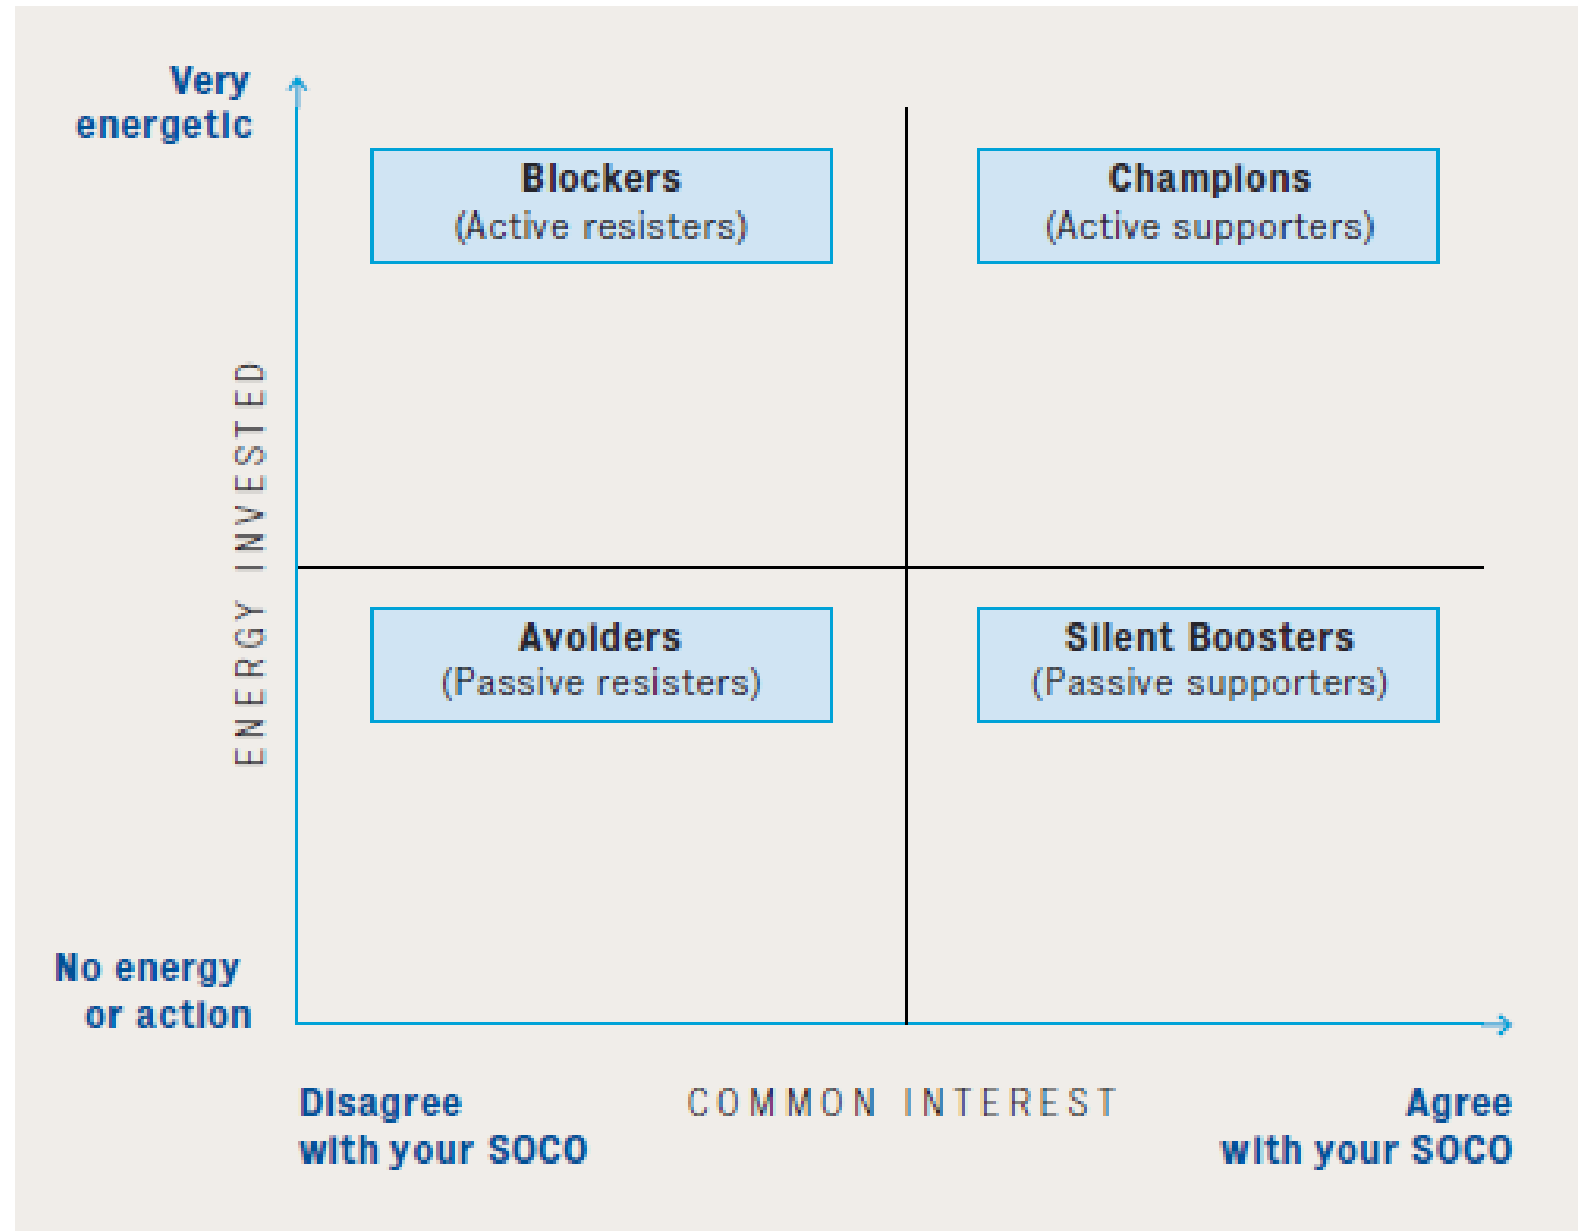 Very
energetic
Blockers
(Active resisters)
Champions
(Active supporters)
ENERGY INVESTED
Avoiders
(Passive resisters)
Silent Boosters
(Passive supporters)
No energy
or action
Disagree
with your SOCO
COMMON INTEREST
Agree
with your SOCO